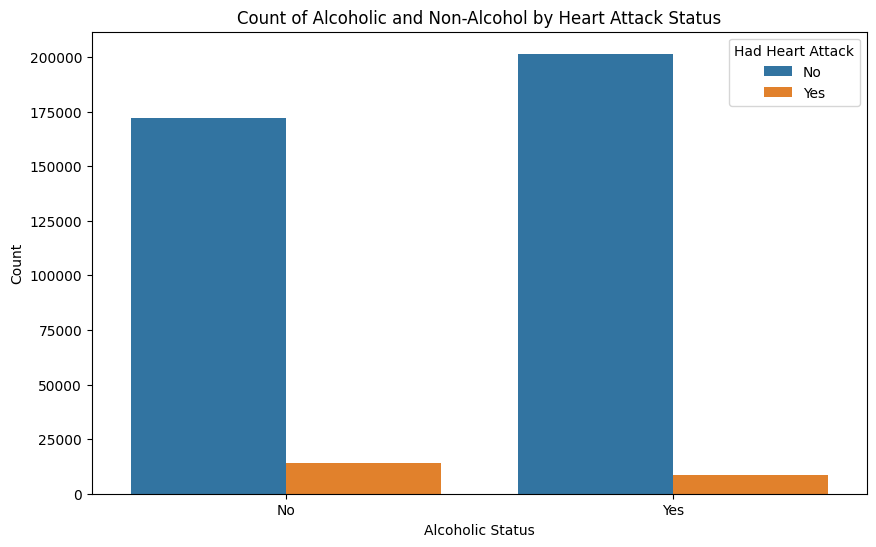 Count of Alcoholic and Non-Alcohol by Heart Attack Status
Had Heart Attack
No
Yes
200000
175000
150000
125000
100000
75000
50000
25000
0
Count
No
Yes
Alcoholic Status